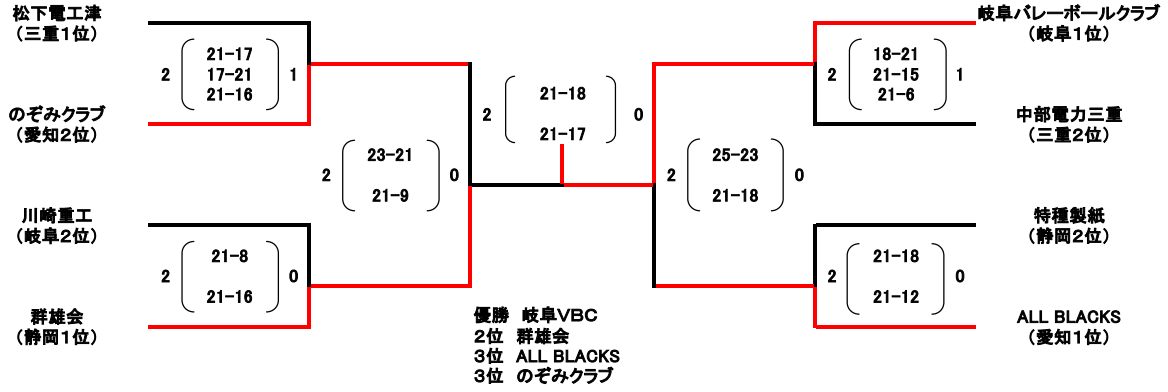 松下電工津
(三重1位)
2
21-17
17-21
21-16
1
のぞみクラブ
(愛知2位)
2
23-21
21-9
0
川崎重工
(岐阜2位)
2
21-8
21-16
0
群雄会
(静岡1位)
2
21-18
21-17
0
岐阜バレーボールクラブ
(岐阜1位)
2
18-21
21-15
21-6
1
中部電力三重
(三重2位)
2
25-23
21-18
0
特種製紙
(静岡2位)
2
21-18
21-12
0
ALL BLACKS
(愛知1位)
優勝 岐阜VBC
2位 群雄会
3位 ALL BLACKS
3位 のぞみクラブ